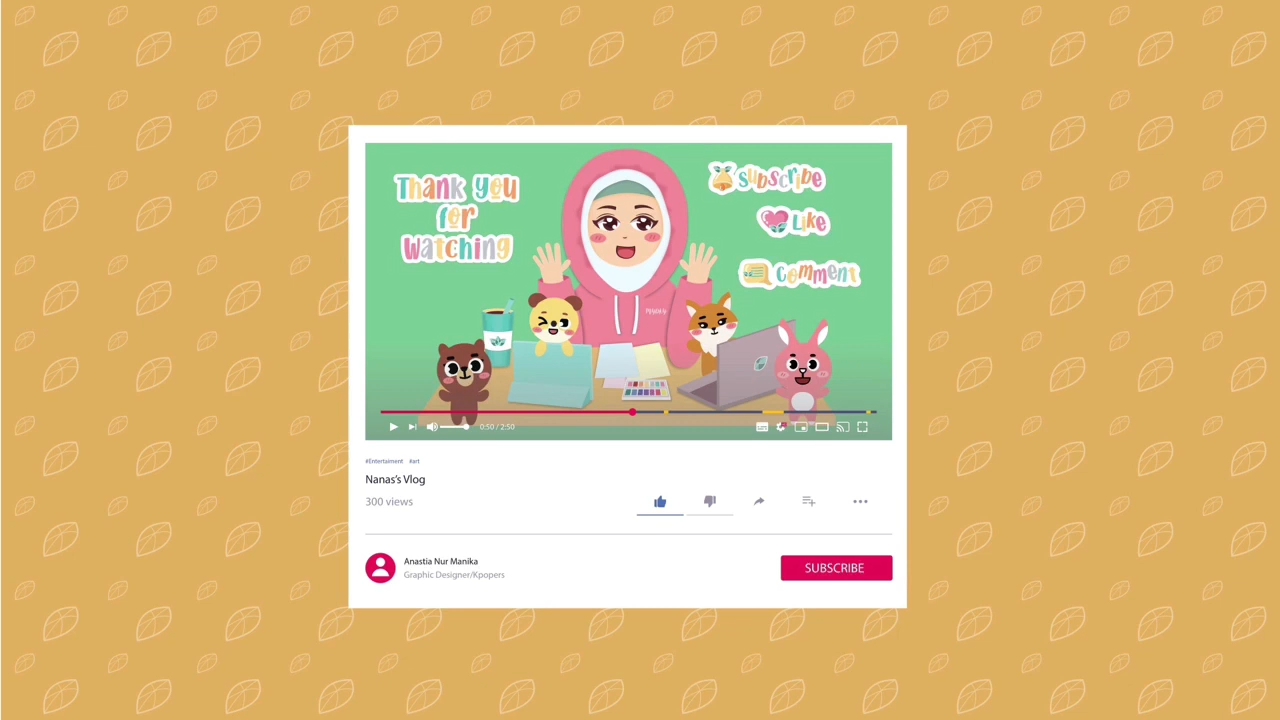 Thank you
for
watching
subscribe
Like
comment
0:50 / 2:50
#Entertaiment #art
Nanas's Vlog
300 views
Anastia Nur Manika
Graphic Designer/Kpopers
SUBSCRIBE